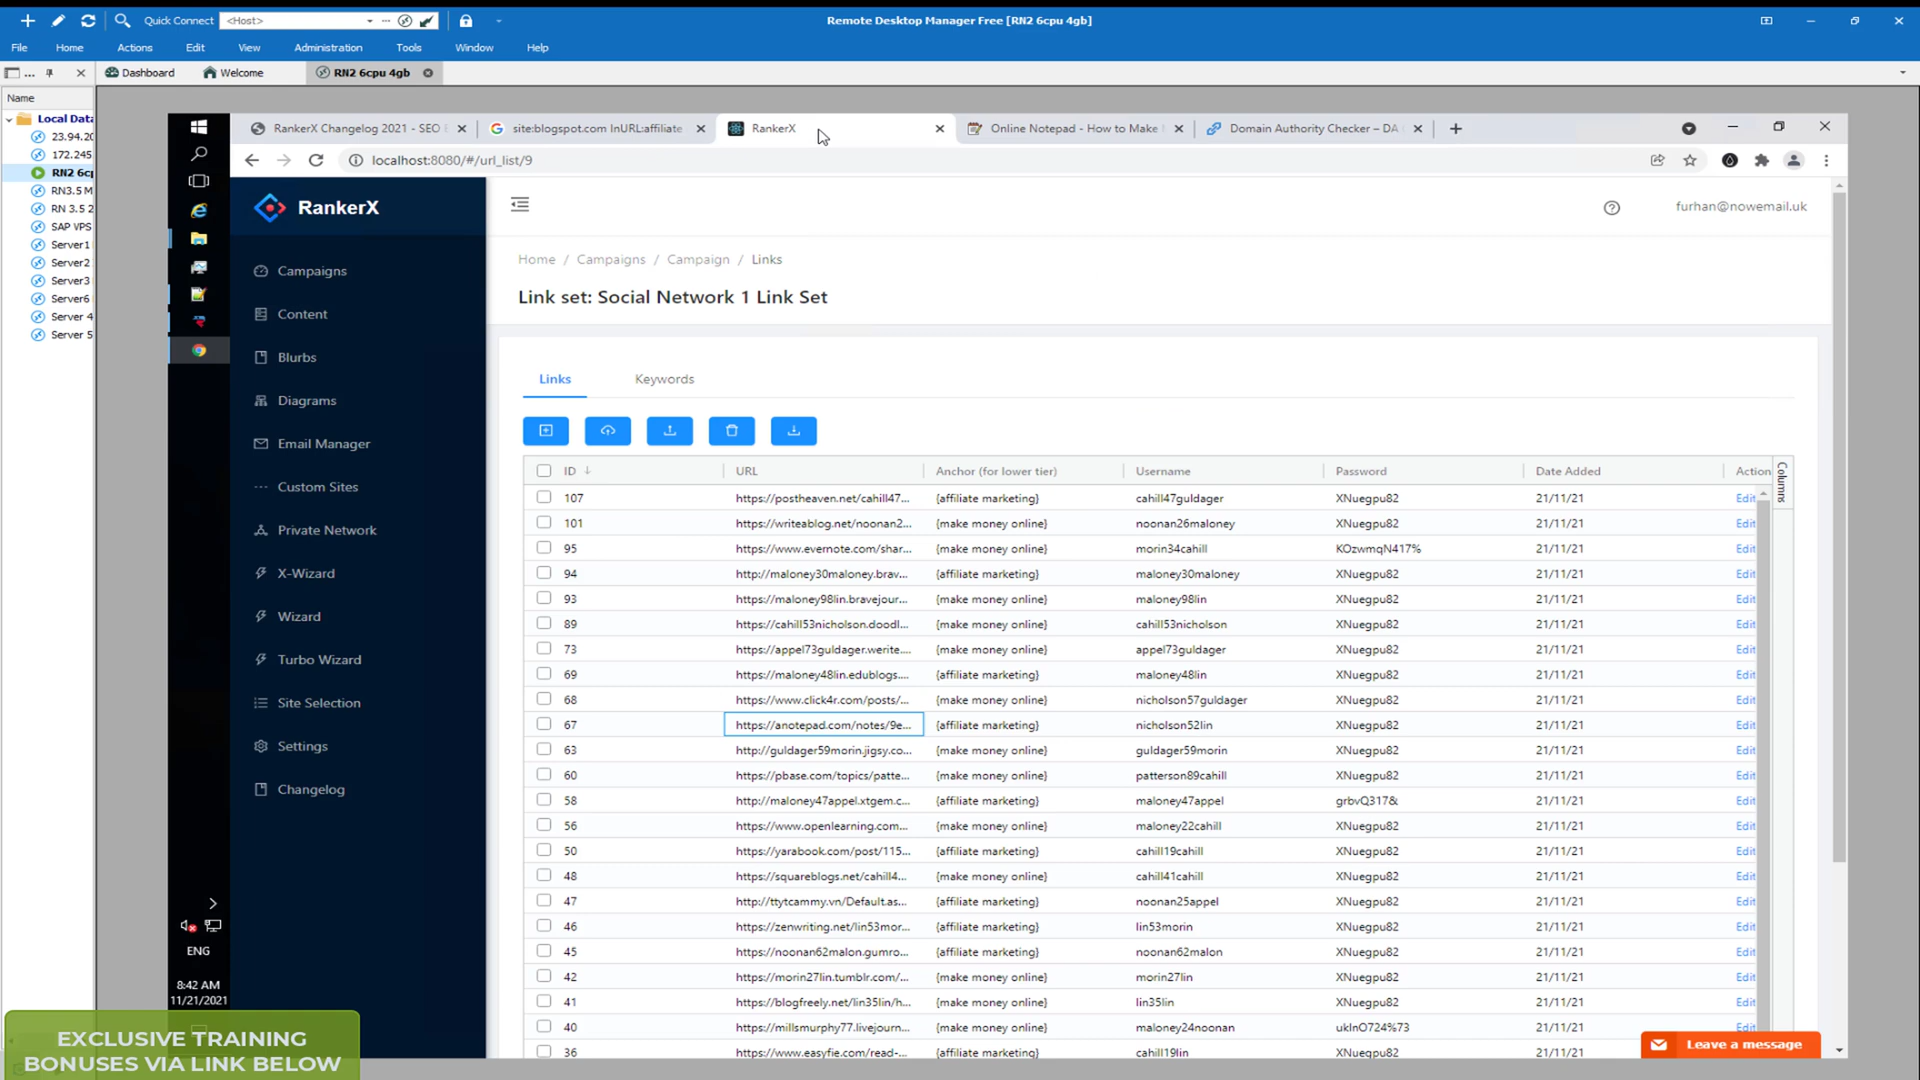 Quick Connect <Host>
Remote Desktop Manager Free [RN2 6cpu 4gb]
File Home Actions Edit View Administration Tools Window Help
... Dashboard Welcome RN2 6cpu 4gb
Name
Local Data
23.94.20
172.245
RN2 6cp
RN3.5 M
RN 3.5 2
SAP VPS
Server1
Server2
Server3
Server6
Server 4
Server 5
RankerX Changelog 2021 - SEO site:blogspot.com InURL:affiliate RankerX Online Notepad - How to Make Domain Authority Checker – DA
localhost:8080/#/url_list/9
RankerX
furhan@nowemail.uk
Campaigns
Content
Blurbs
Diagrams
Email Manager
Custom Sites
Private Network
X-Wizard
Wizard
Turbo Wizard
Site Selection
Settings
Changelog
Home / Campaigns / Campaign / Links
Link set: Social Network 1 Link Set
Links Keywords
ID URL Anchor (for lower tier) Username Password Date Added Action
Columns
107 https://postheaven.net/cahill47... {affiliate marketing} cahill47guldager XNuegpu82 21/11/21 Edit
101 https://writeablog.net/noonan2... {make money online} noonan26maloney XNuegpu82 21/11/21 Edit
95 https://www.evernote.com/shar... {make money online} morin34cahill KOzwmqN417% 21/11/21 Edit
94 http://maloney30maloney.brav... {affiliate marketing} maloney30maloney XNuegpu82 21/11/21 Edit
93 https://maloney98lin.bravejour... {make money online} maloney98lin XNuegpu82 21/11/21 Edit
89 https://cahill53nicholson.doodl... {make money online} cahill53nicholson XNuegpu82 21/11/21 Edit
73 https://appel73guldager.werite.... {make money online} appel73guldager XNuegpu82 21/11/21 Edit
69 https://maloney48lin.edublogs.... {affiliate marketing} maloney48lin XNuegpu82 21/11/21 Edit
68 https://www.click4r.com/posts/... {make money online} nicholson57guldager XNuegpu82 21/11/21 Edit
67 https://anotepad.com/notes/9e... {affiliate marketing} nicholson52lin XNuegpu82 21/11/21 Edit
63 http://guldager59morin.jigsy.co... {make money online} guldager59morin XNuegpu82 21/11/21 Edit
60 https://pbase.com/topics/patte... {make money online} patterson89cahill XNuegpu82 21/11/21 Edit
58 http://maloney47appel.xtgem.c... {affiliate marketing} maloney47appel grbvQ317& 21/11/21 Edit
56 https://www.openlearning.com... {make money online} maloney22cahill XNuegpu82 21/11/21 Edit
50 https://yarabook.com/post/115... {affiliate marketing} cahill19cahill XNuegpu82 21/11/21 Edit
48 https://squareblogs.net/cahill4... {make money online} cahill41cahill XNuegpu82 21/11/21 Edit
47 http://ttytcammy.vn/Default.as... {affiliate marketing} noonan25appel XNuegpu82 21/11/21 Edit
46 https://zenwriting.net/lin53mor... {affiliate marketing} lin53morin XNuegpu82 21/11/21 Edit
45 https://noonan62malon.gumro... {affiliate marketing} noonan62malon XNuegpu82 21/11/21 Edit
42 https://morin27lin.tumblr.com/... {make money online} morin27lin XNuegpu82 21/11/21 Edit
41 https://blogfreely.net/lin35lin/h... {make money online} lin35lin XNuegpu82 21/11/21 Edit
40 https://millsmurphy77.livejourn... {make money online} maloney24noonan 21/11/21 Edit
36 https://www.easyfie.com/read-... {affiliate marketing} cahill19lin XNuegpu82 21/11/21 Edit
ENG
8:42 AM
11/21/2021
Leave a message
EXCLUSIVE TRAINING
BONUSES VIA LINK BELOW